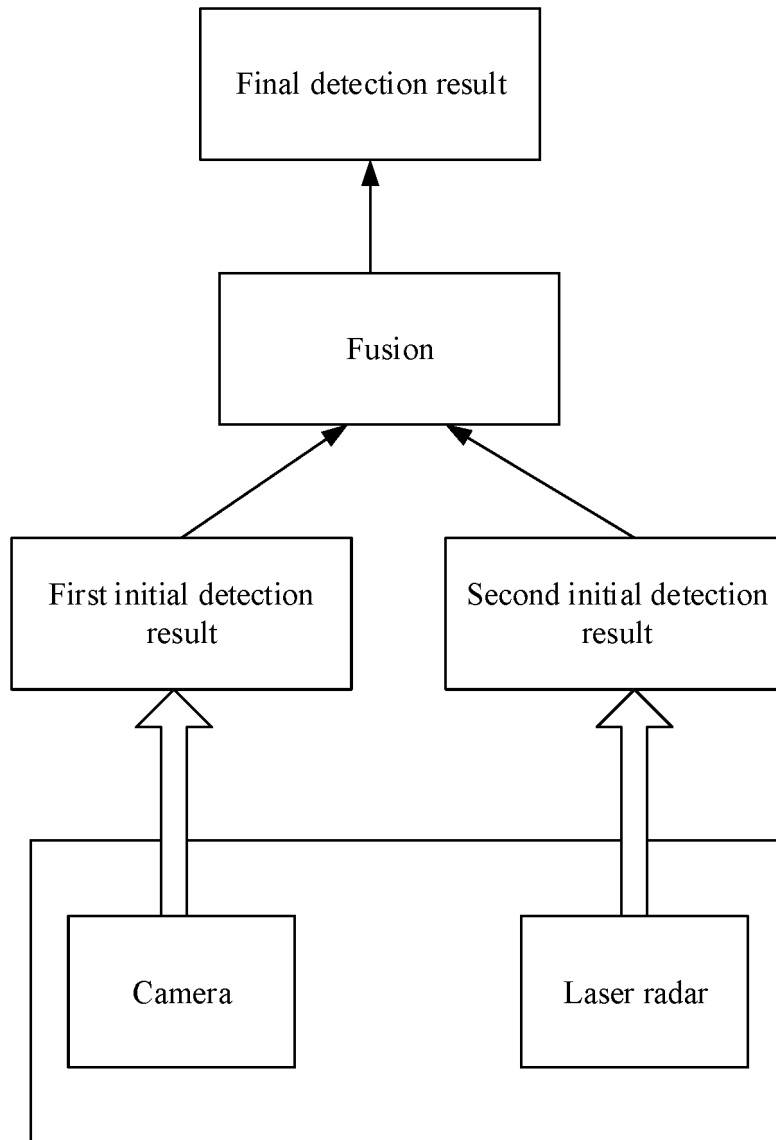 Final detection result
Fusion
First initial detection
result
Second initial detection
result
Camera
Laser radar